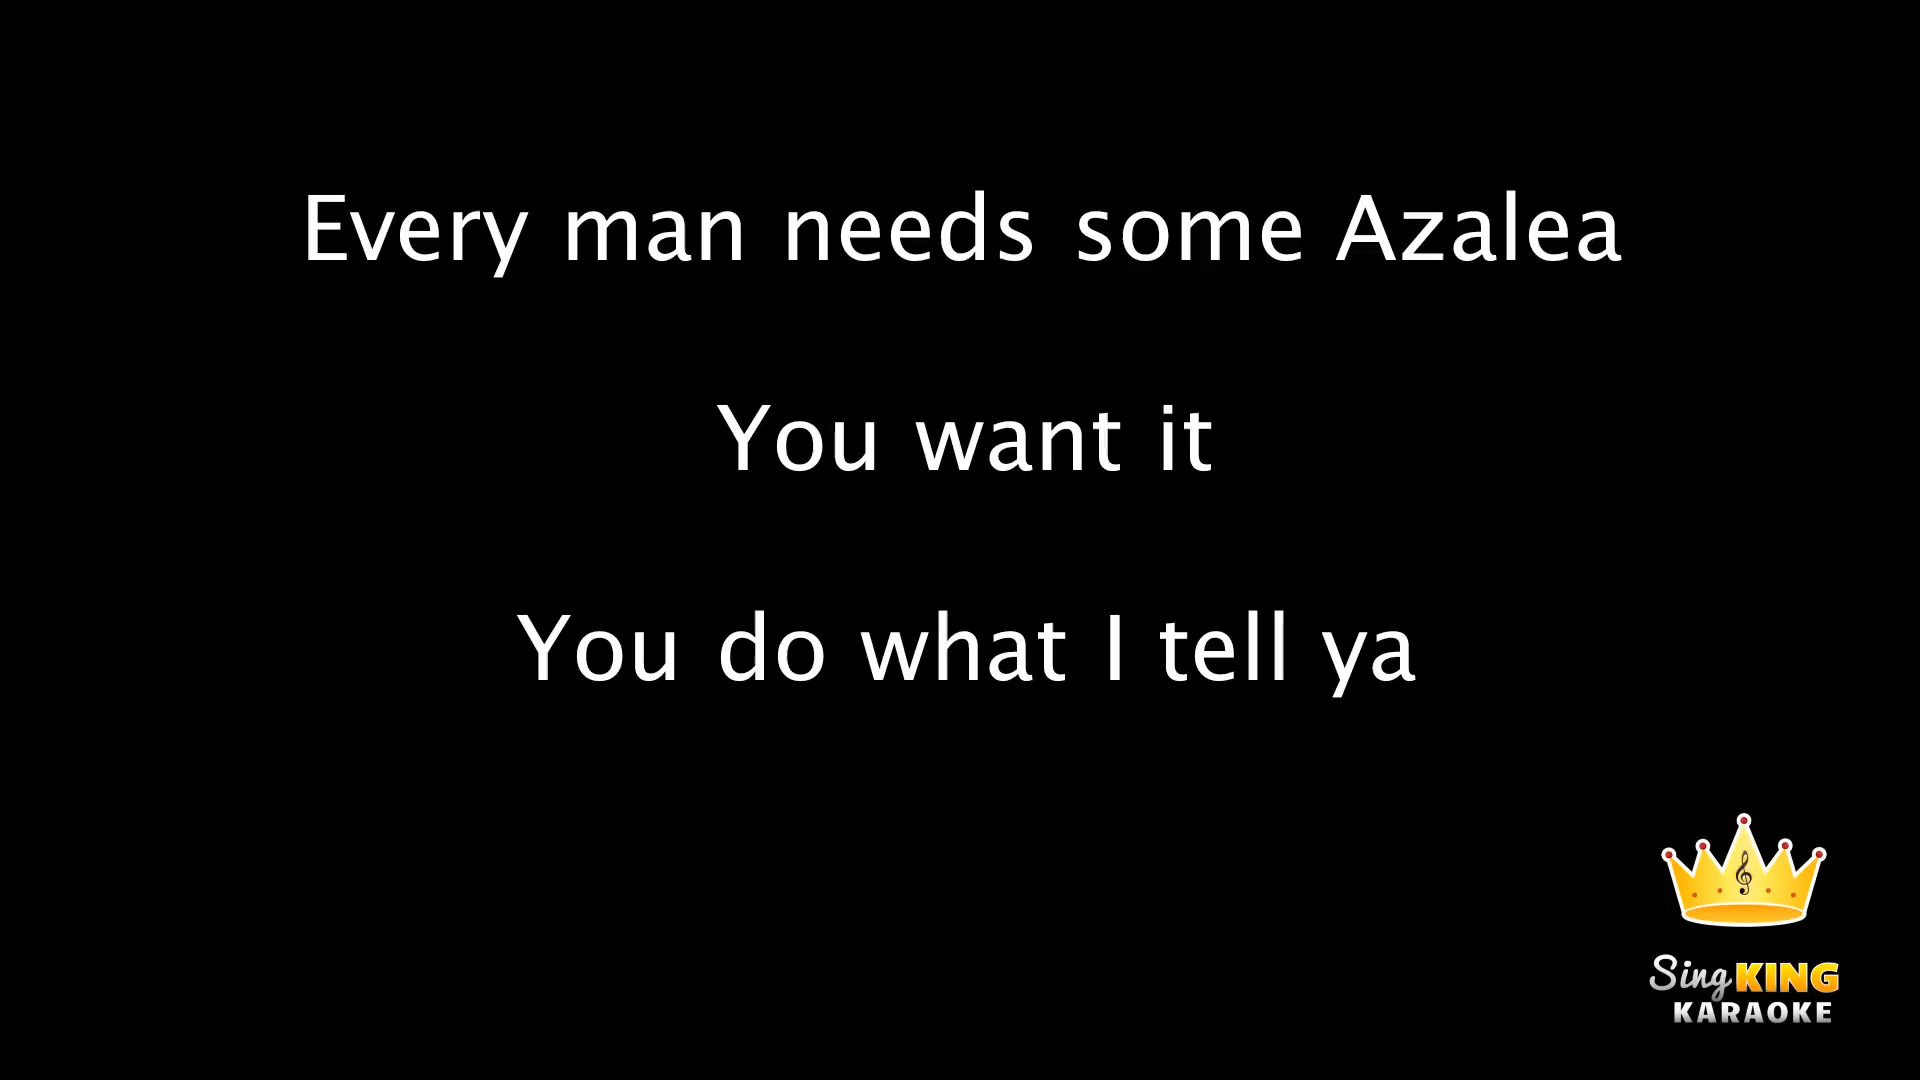 Every man needs some Azalea
You want it
You do what I tell ya
Sing KING
KARAOKE